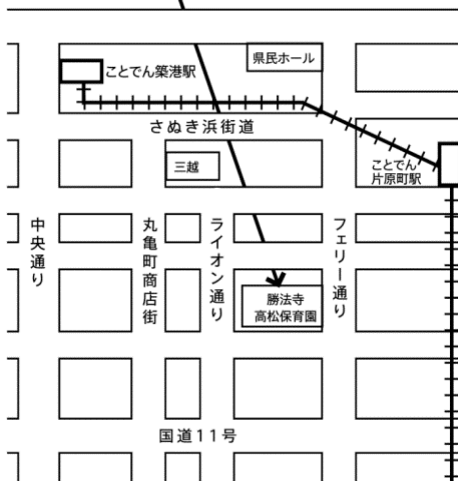 県民ホール
ことでん築港駅
さぬき浜街道
三越
ことでん
片原町駅
中央通り
丸亀町商店街
ライオン通り
フェリー通り
勝法寺
高松保育園
国道11号